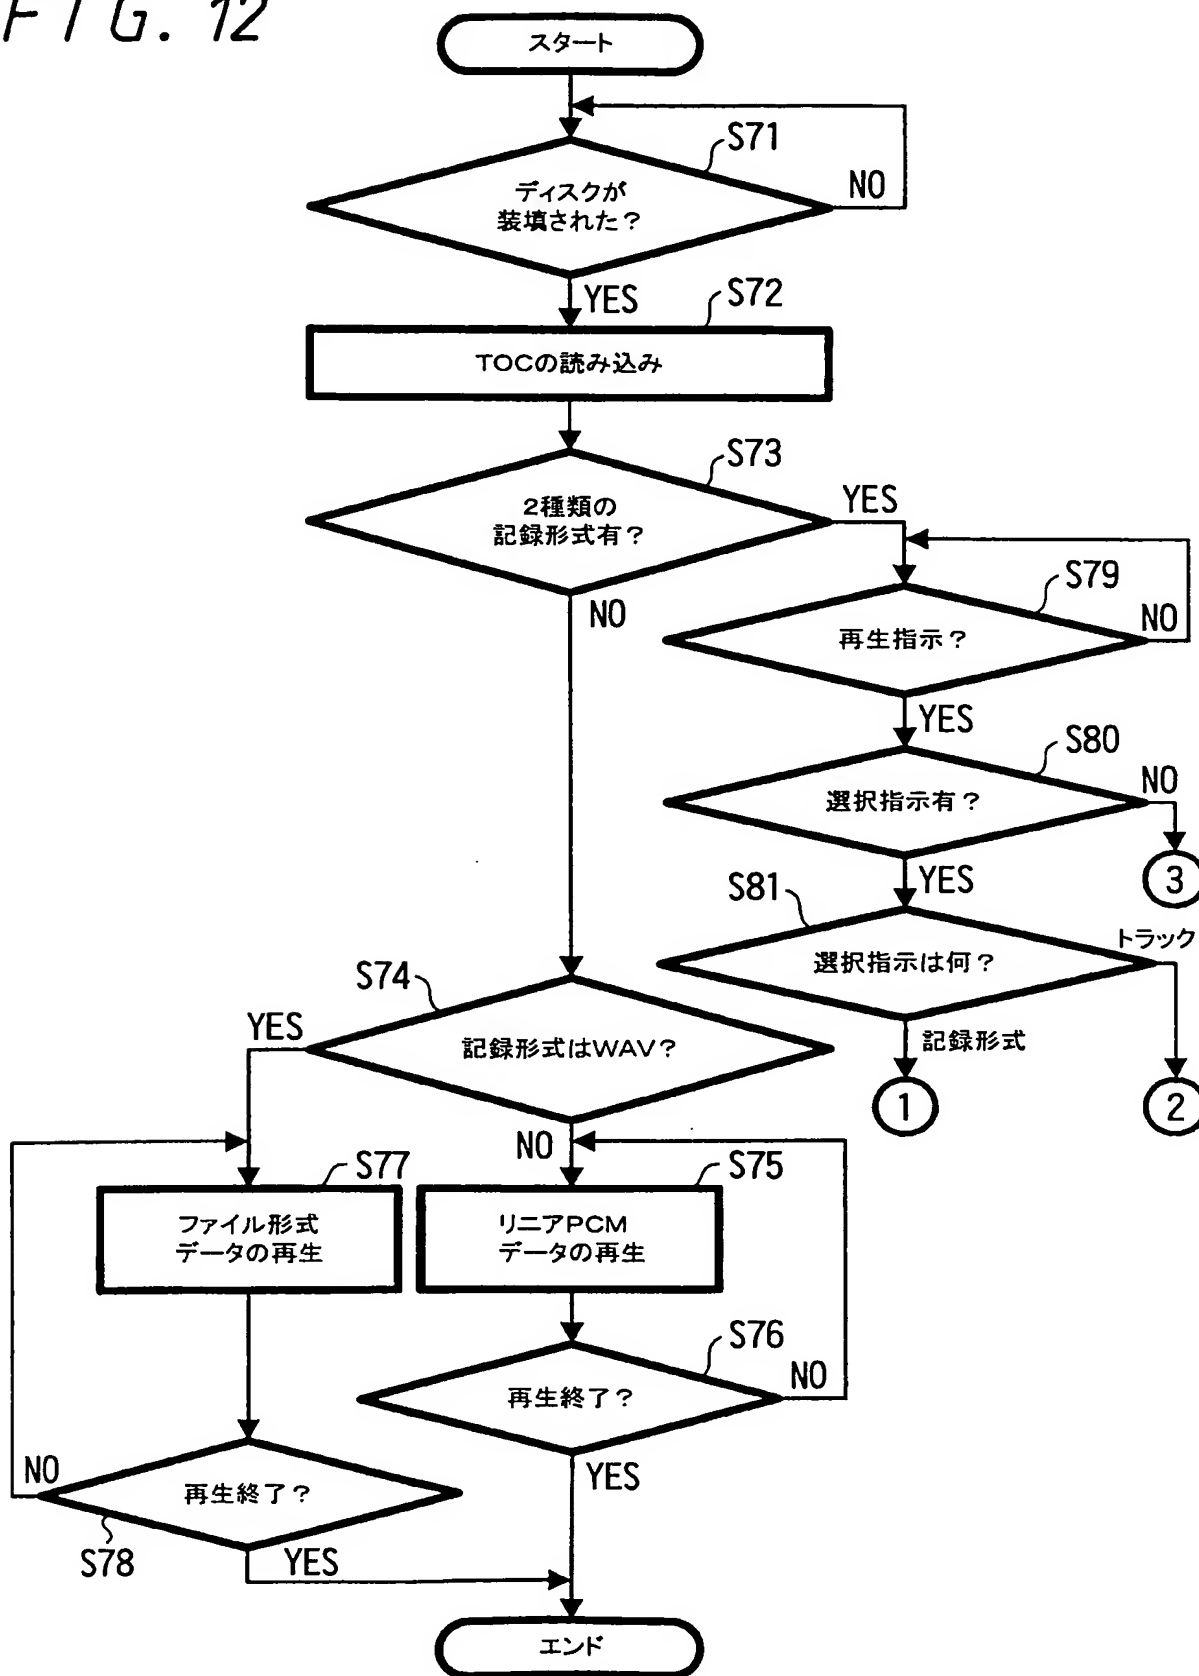 FIG. 12
スタート
S71
ディスクが
装填された？
NO
YES
S72
TOCの読み込み
S73
2種類の
記録形式有？
YES
NO
S79
再生指示？
NO
YES
S80
選択指示有？
NO
3
YES
S81
選択指示は何？
トラック
記録形式
1
2
S74
記録形式はWAV？
YES
NO
S77
ファイル形式
データの再生
S75
リニアPCM
データの再生
S76
再生終了？
NO
YES
NO
再生終了？
S78
YES
エンド